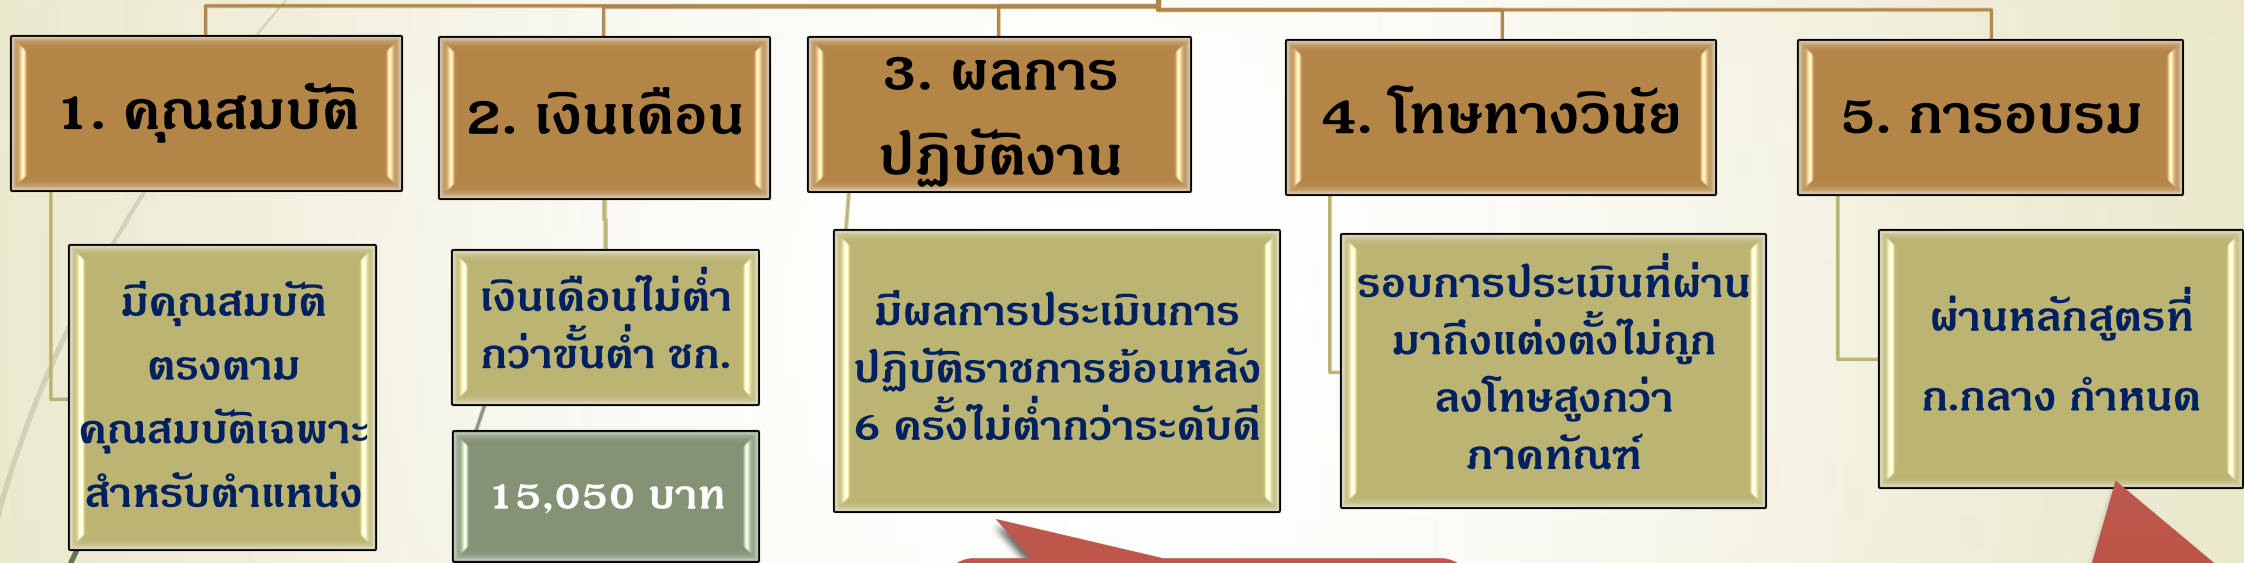 1. คุณสมบัติ
2. เงินเดือน
3. ผลการ
ปฏิบัติงาน
4. โทษทางวินัย
5. การอบรม
มีคุณสมบัติ
ตรงตาม
คุณสมบัติเฉพาะ
สำหรับตำแหน่ง
เงินเดือนไม่ต่ำ
กว่าขั้นต่ำ ชก.
15,050 บาท
มีผลการประเมินการ
ปฏิบัติราชการย้อนหลัง
6 ครั้งไม่ต่ำกว่าระดับดี
รอบการประเมินที่ผ่าน
มาถึงแต่งตั้งไม่ถูก
ลงโทษสูงกว่า
ภาคทัณฑ์
ผ่านหลักสูตรที่
ก.กลาง กำหนด